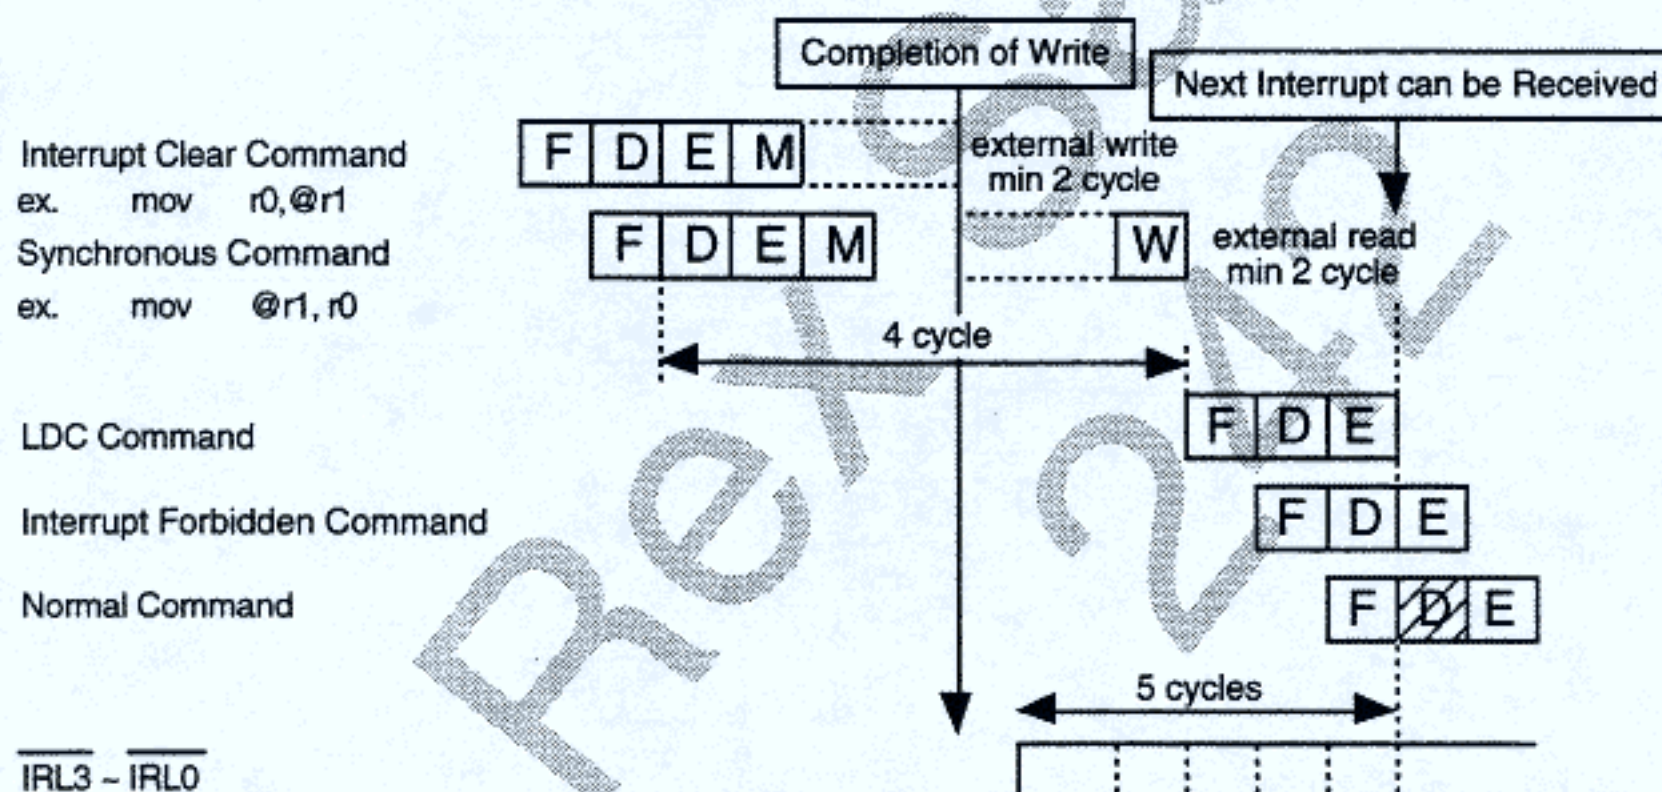 Completion of Write
Next Interrupt can be Received
Interrupt Clear Command
F D E M
external write
min 2 cycle
ex. mov r0,@r1
Synchronous Command
F D E M
W
external read
min 2 cycle
ex. mov @r1, r0
4 cycle
LDC Command
F D E
Interrupt Forbidden Command
F D E
Normal Command
F D E
5 cycles
IRL3 ~ IRL0
Rex
242